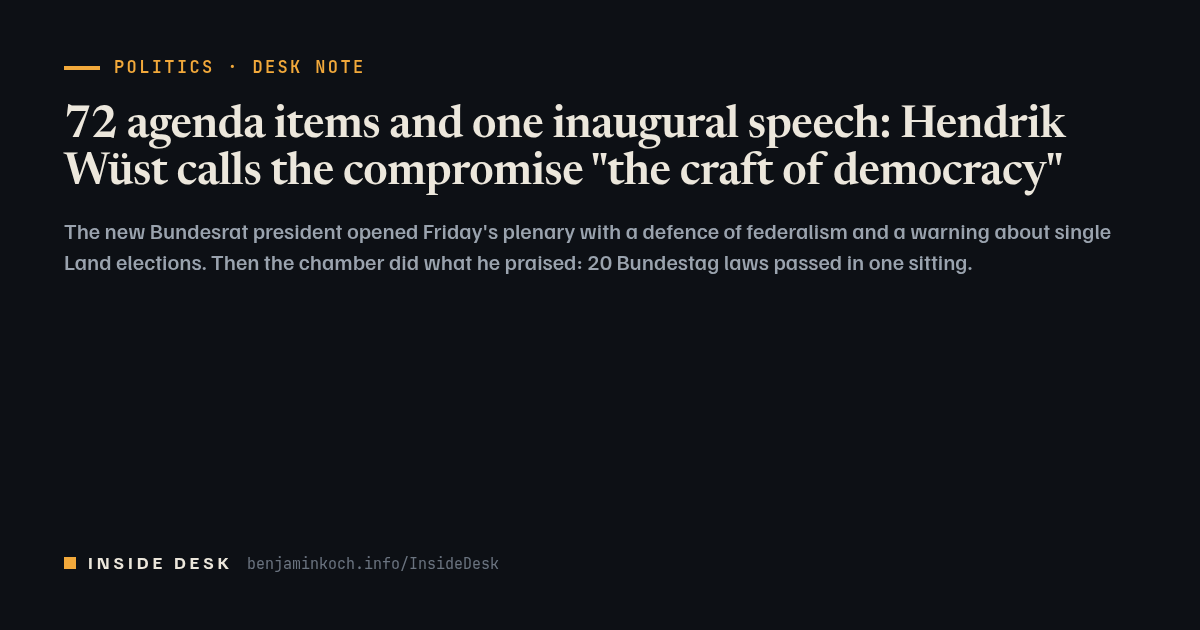 POLITICS · DESK NOTE
72 agenda items and one inaugural speech: Hendrik
Wüst calls the compromise "the craft of democracy"
The new Bundesrat president opened Friday's plenary with a defence of federalism and a warning about single
Land elections. Then the chamber did what he praised: 20 Bundestag laws passed in one sitting.
INSIDE DESK benjaminkoch.info/InsideDesk